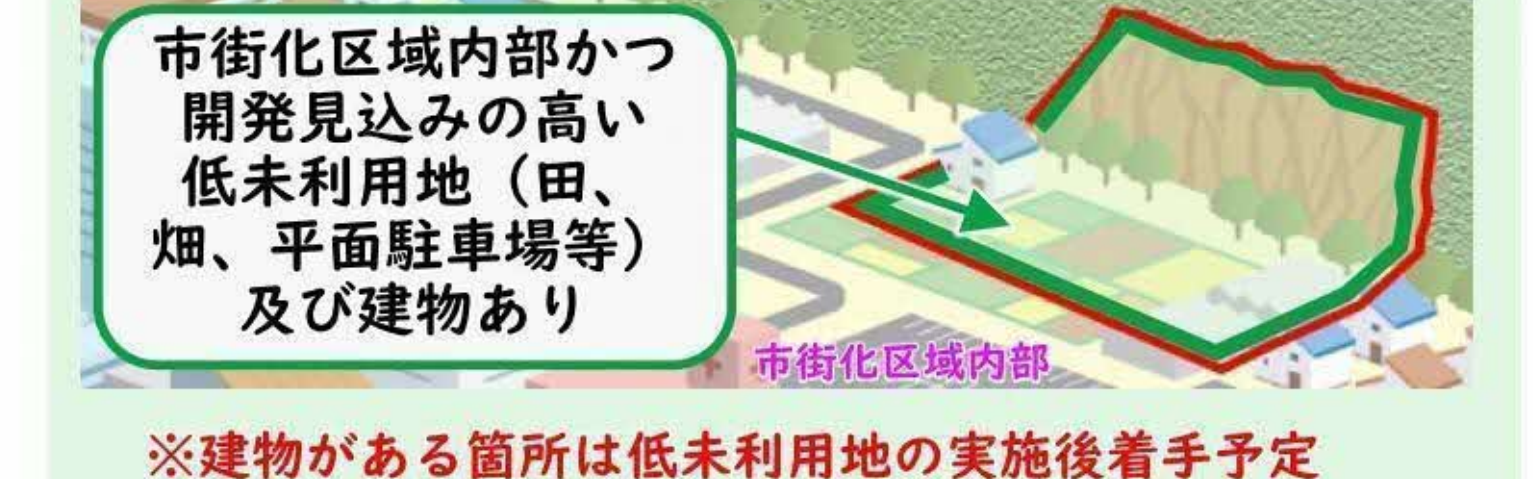 市街化区域内部かつ
開発見込みの高い
低未利用地（田、
畑、平面駐車場等）
及び建物あり
市街化区域内部
※建物がある箇所は低未利用地の実施後着手予定